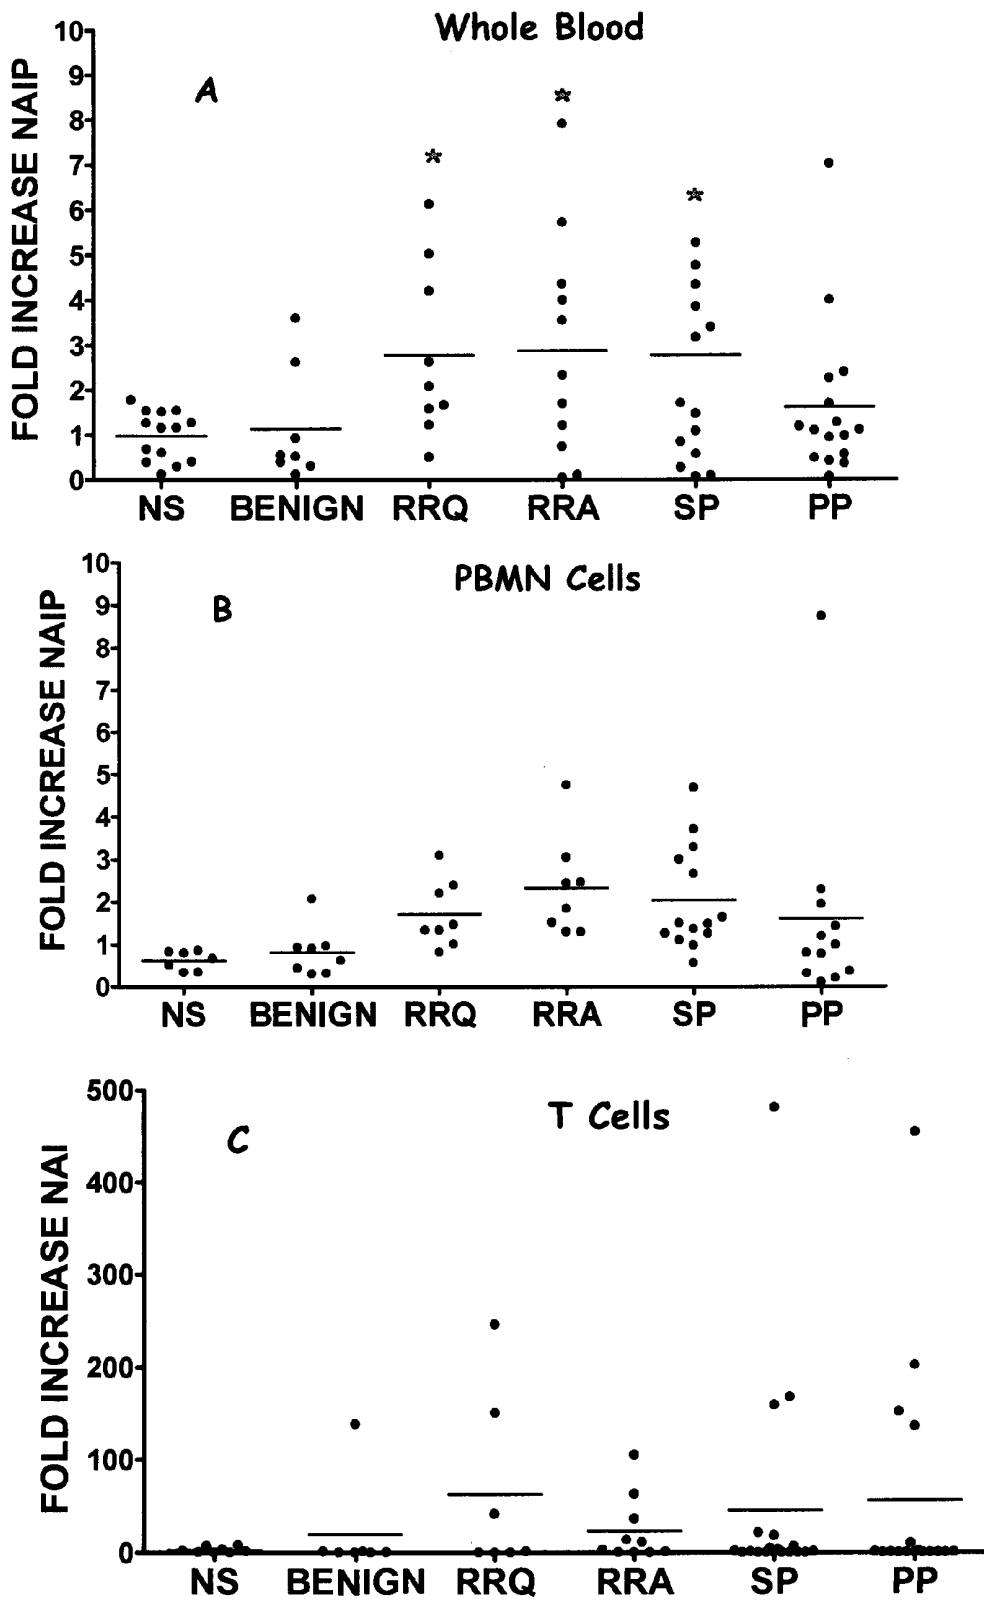 Whole Blood
A
FOLD INCREASE NAIP
10
9
8
7
6
5
4
3
2
1
0
* * *
NS BENIGN RRQ RRA SP PP
PBMN Cells
B
FOLD INCREASE NAIP
10
9
8
7
6
5
4
3
2
1
0
NS BENIGN RRQ RRA SP PP
T Cells
C
FOLD INCREASE NAI
500
400
300
200
100
0
NS BENIGN RRQ RRA SP PP